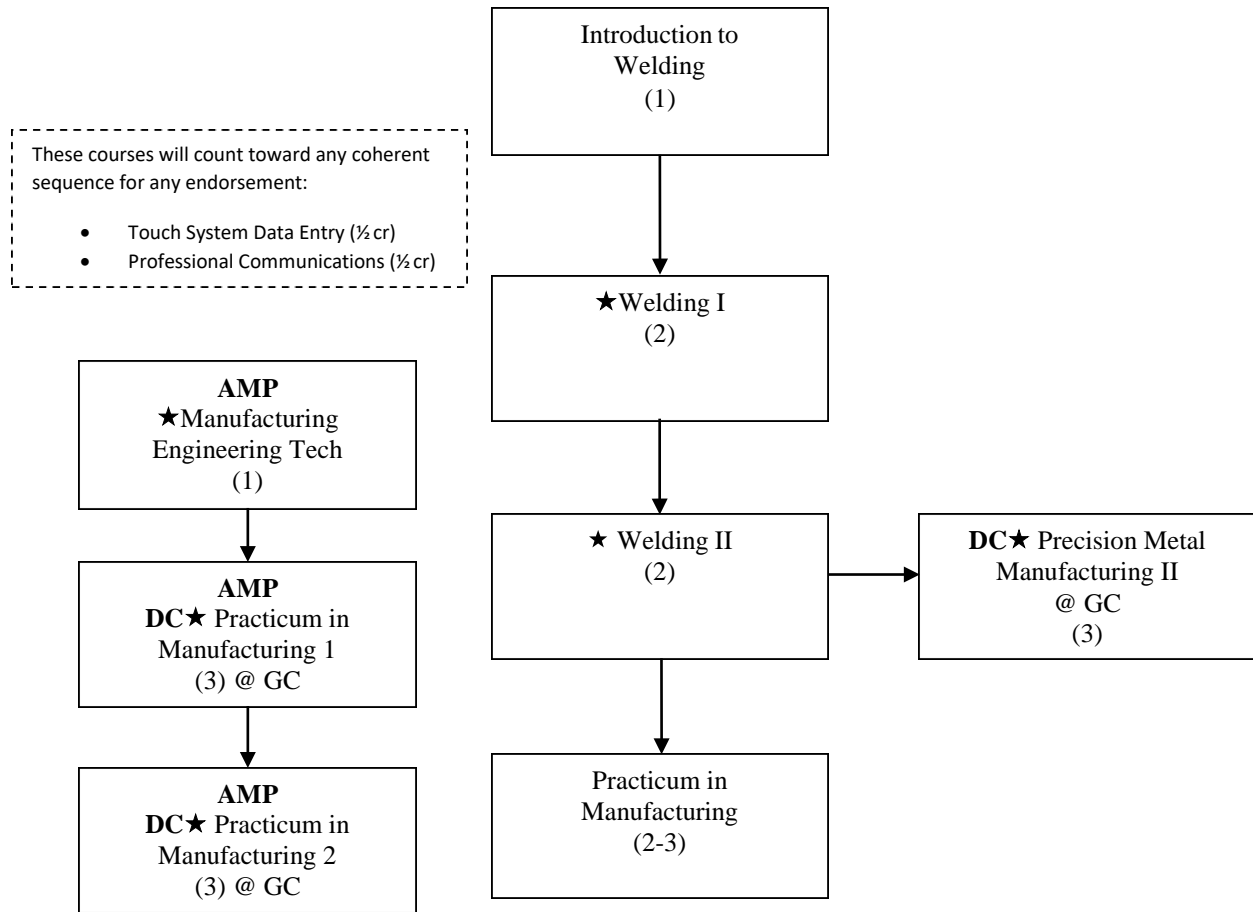 Introduction to
Welding
(1)
These courses will count toward any coherent
sequence for any endorsement:
• Touch System Data Entry (½ cr)
• Professional Communications (½ cr)
★Welding I
(2)
AMP
★Manufacturing
Engineering Tech
(1)
★ Welding II
(2)
DC★ Precision Metal
Manufacturing II
@ GC
(3)
AMP
DC★ Practicum in
Manufacturing 1
(3) @ GC
Practicum in
Manufacturing
(2-3)
AMP
DC★ Practicum in
Manufacturing 2
(3) @ GC